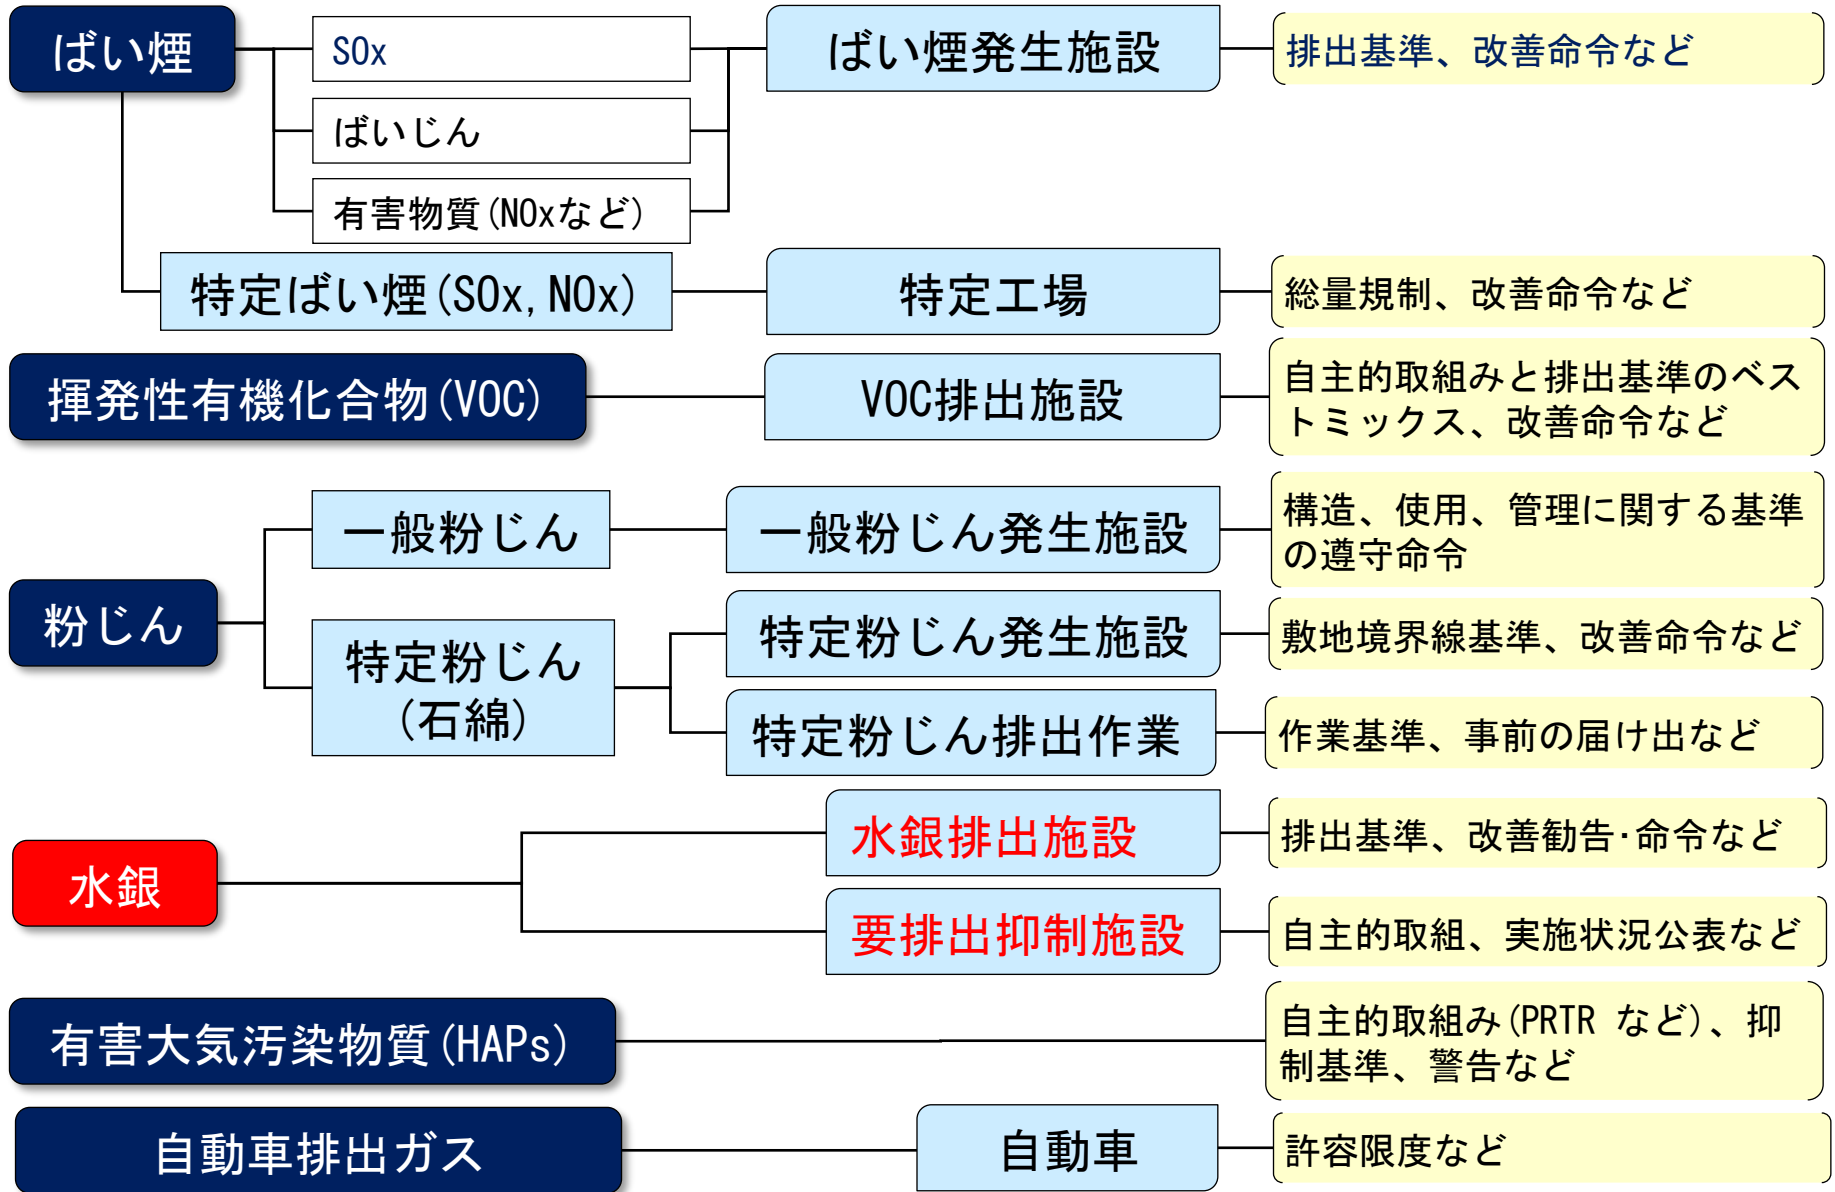 ばい煙
SOx
ばい煙発生施設
排出基準、改善命令など
ばいじん
有害物質(NOxなど)
特定ばい煙(SOx,NOx)
特定工場
総量規制、改善命令など
揮発性有機化合物(VOC)
VOC排出施設
自主的取組みと排出基準のベス
トミックス、改善命令など
粉じん
一般粉じん
一般粉じん発生施設
構造、使用、管理に関する基準
の遵守命令
特定粉じん
(石綿)
特定粉じん発生施設
敷地境界線基準、改善命令など
特定粉じん排出作業
作業基準、事前の届け出など
水銀
水銀排出施設
排出基準、改善勧告・命令など
要排出抑制施設
自主的取組、実施状況公表など
有害大気汚染物質(HAPs)
自主的取組み(PRTR など)、抑
制基準、警告など
自動車排出ガス
自動車
許容限度など